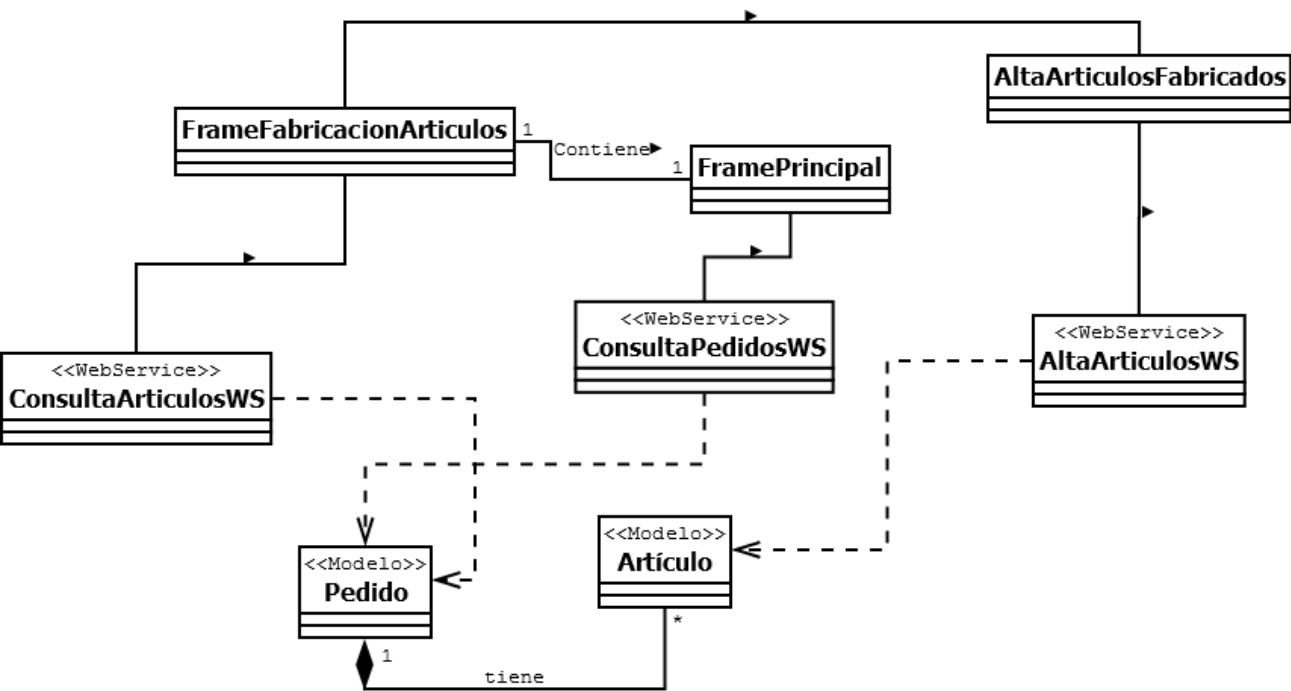 AltaArticulosFabricados
FrameFabricacionArticulos
1
Contiene
1
FramePrincipal
<<WebService>>
ConsultaPedidosWS
<<WebService>>
AltaArticulosWS
<<WebService>>
ConsultaArticulosWS
<<Modelo>>
Artículo
<<Modelo>>
Pedido
*
1
tiene